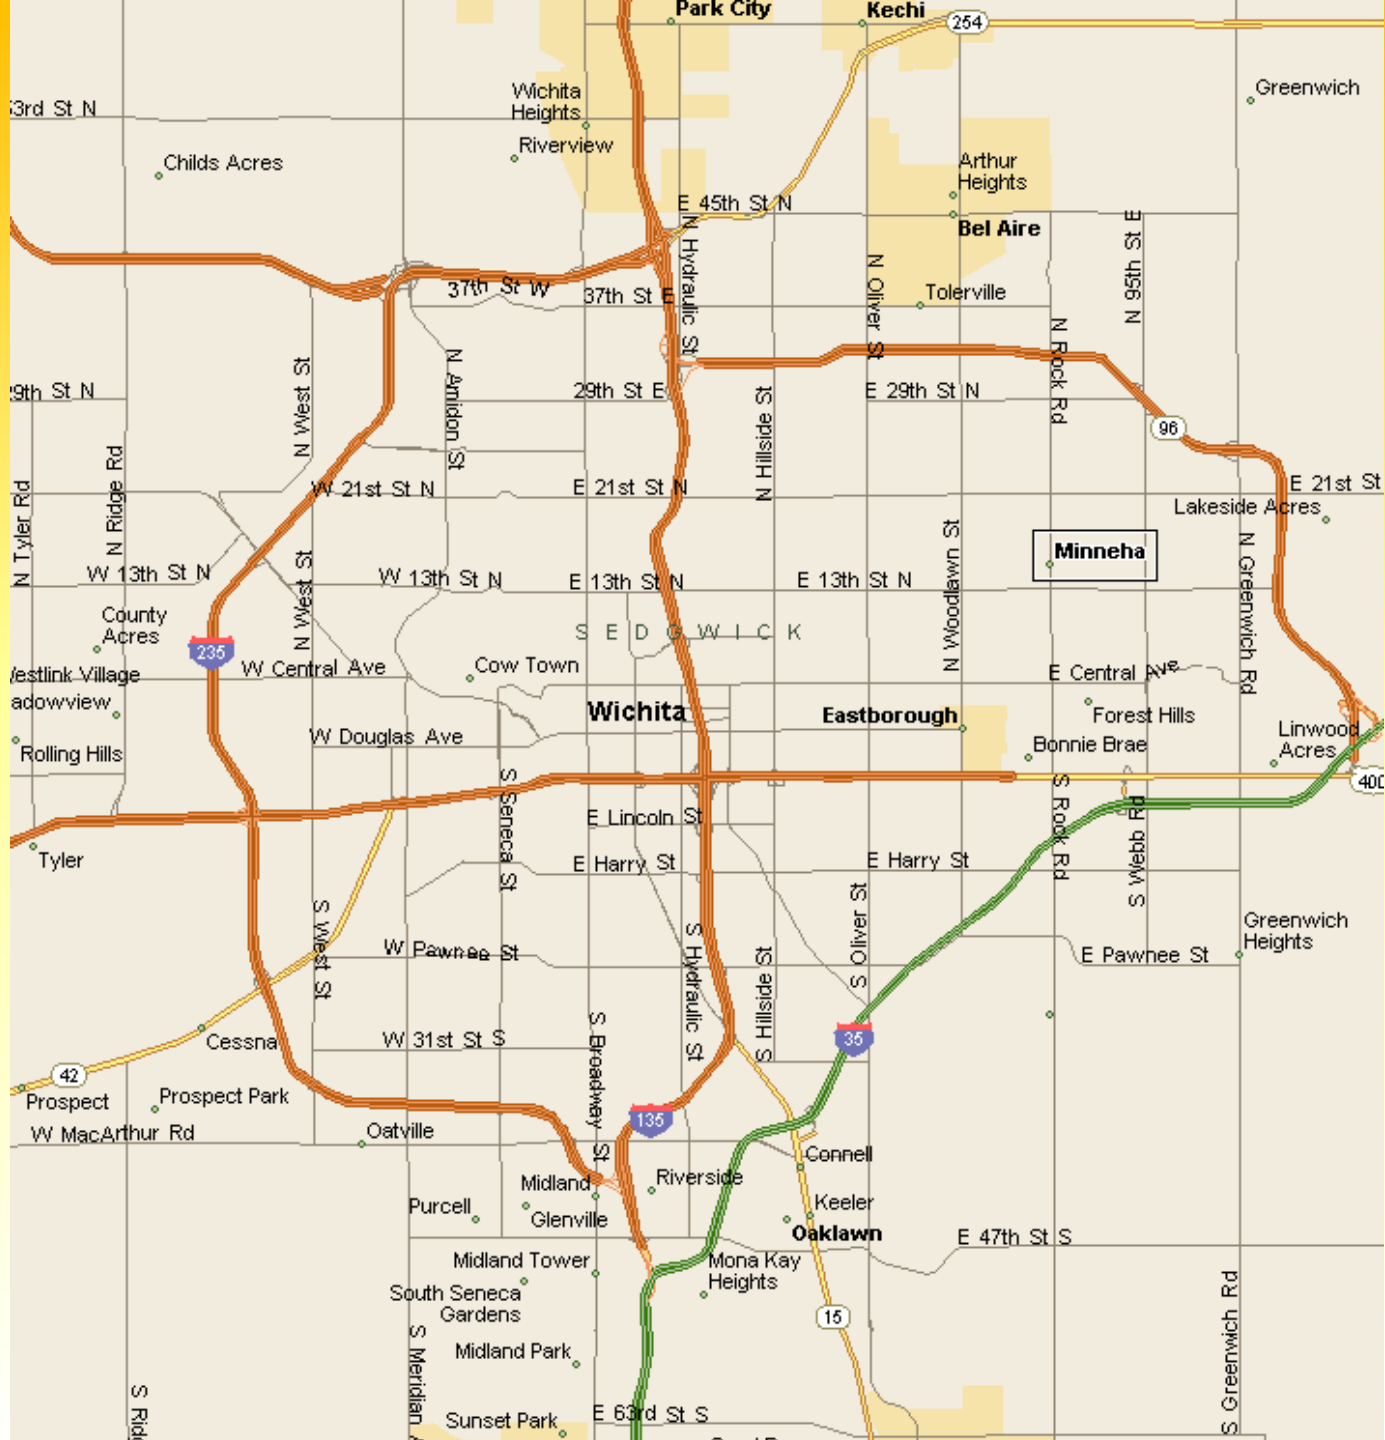 Park City
Kechi
254
Greenwich
Wichita
Heights
53rd St N
Riverview
Childs Acres
Arthur
Heights
E 45th St N
Bel Aire
N 95th St E
N Hydraulic St
N Oliver St
37th St W
37th St E
Tolerville
N Rock Rd
N West St
N Amidon St
29th St N
29th St E
N Hillside St
E 29th St N
96
N Ridge Rd
N Tyler Rd
W 21st St N
E 21st St N
E 21st St
Lakeside Acres
N Woodlawn St
Minneha
N Greenwich Rd
N West St
W 13th St N
W 13th St N
E 13th St N
E 13th St N
County
Acres
SEDGWICK
235
W Central Ave
Cow Town
E Central Ave
Westlink Village
adowview
Wichita
Eastborough
Forest Hills
Rolling Hills
W Douglas Ave
Bonnie Brae
Linwood
Acres
400
S Seneca St
S Rock Rd
S Webb Rd
E Lincoln St
Tyler
E Harry St
E Harry St
S Oliver St
S West St
Greenwich
Heights
W Pawnee St
S Hydraulic St
S Hillside St
E Pawnee St
Cessna
W 31st St S
S Broadway St
35
42
Prospect
Prospect Park
135
W MacArthur Rd
Oatville
Connell
Midland
Riverside
Purcell
Glenville
Keeler
Oaklawn
E 47th St S
Midland Tower
Mona Kay
Heights
South Seneca
Gardens
15
S Greenwich Rd
S Meridian
Midland Park
S Rid
Sunset Park
E 63rd St S